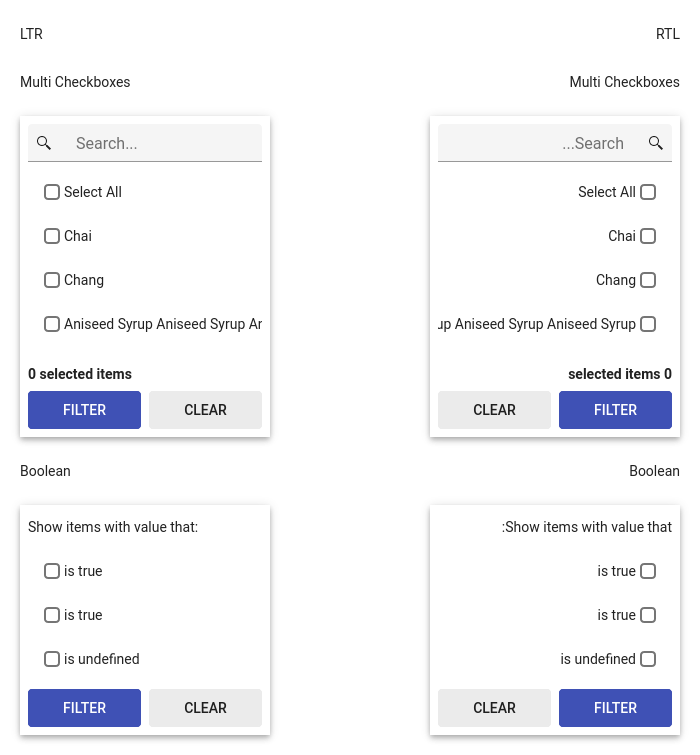 LTR
RTL
Multi Checkboxes
Multi Checkboxes
Search...
Select All
Chai
Chang
Aniseed Syrup Aniseed Syrup
0 selected items
FILTER
CLEAR
...Search
Select All
Chai
Chang
Aniseed Syrup Aniseed Syrup
selected items 0
CLEAR
FILTER
Boolean
Boolean
Show items with value that:
is true
is true
is undefined
FILTER
CLEAR
:Show items with value that
is true
is true
is undefined
CLEAR
FILTER